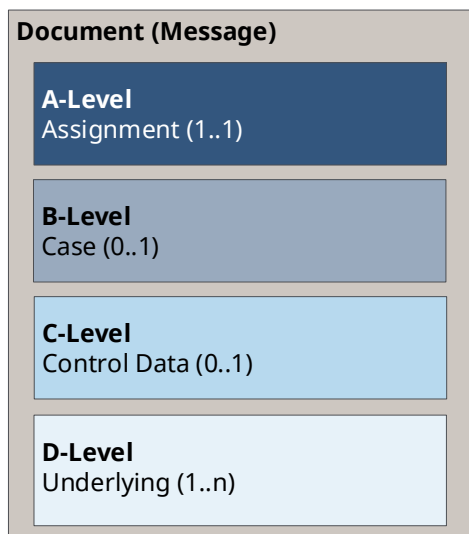 Document (Message)
A-Level
Assignment (1..1)
B-Level
Case (0..1)
C-Level
Control Data (0..1)
D-Level
Underlying (1..n)